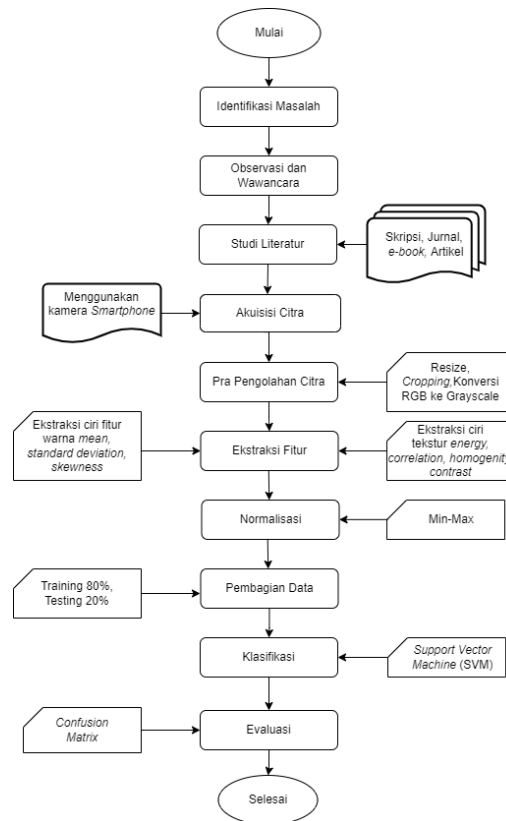 Mulai
Identifikasi Masalah
Observasi dan
Wawancara
Studi Literatur
Skripsi, Jurnal,
e-book, Artikel
Menggunakan
kamera Smartphone
Akuisisi Citra
Pra Pengolahan Citra
Resize,
Cropping,Konversi
RGB ke Grayscale
Ekstraksi ciri fitur
warna mean,
standard deviation,
skewness
Ekstraksi Fitur
Ekstraksi ciri
tekstur energy,
correlation, homogenity
contrast
Normalisasi
Min-Max
Training 80%,
Testing 20%
Pembagian Data
Klasifikasi
Support Vector
Machine (SVM)
Confusion
Matrix
Evaluasi
Selesai